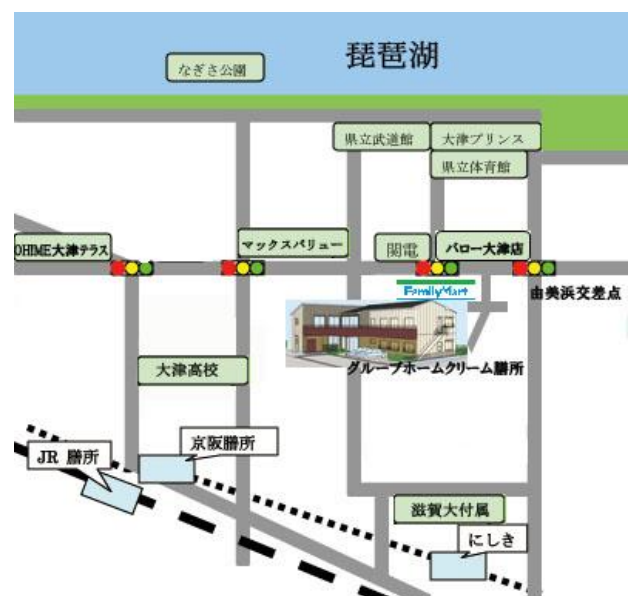 琵琶湖
なぎさ公園
県立武道館
大津プリンス
県立体育館
OHIME大津テラス
マックスバリュー
関電
バロー大津店
FamilyMart
由美浜交差点
グループホームクリーム膳所
大津高校
京阪膳所
JR 膳所
滋賀大付属
にしき